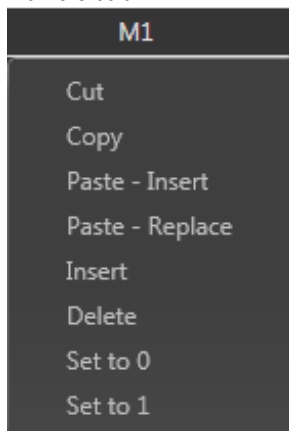 M1
Cut
Copy
Paste - Insert
Paste - Replace
Insert
Delete
Set to 0
Set to 1